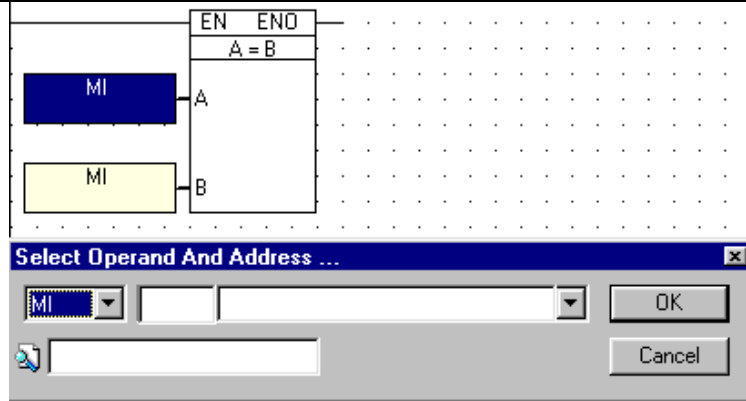 EN ENO
A = B
MI
A
MI
B
Select Operand And Address ...
MI
OK
Cancel